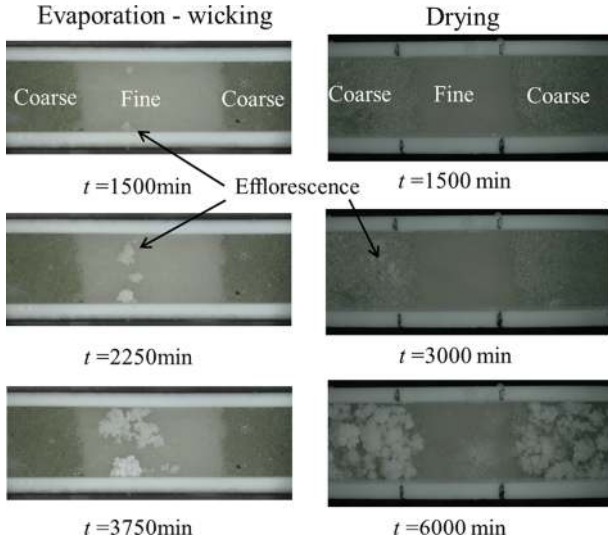 Evaporation - wicking Drying
Coarse Fine Coarse Coarse Fine Coarse
t =1500min Efflorescence t =1500 min
t =2250min t =3000 min
t =3750min t =6000 min